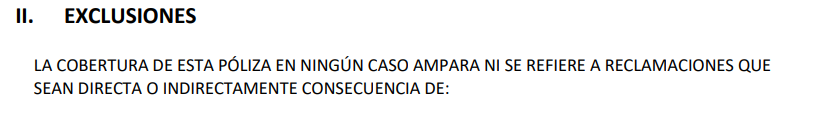 II. EXCLUSIONES
LA COBERTURA DE ESTA PÓLIZA EN NINGÚN CASO AMPARA NI SE REFIERE A RECLAMACIONES QUE
SEAN DIRECTA O INDIRECTAMENTE CONSECUENCIA DE: